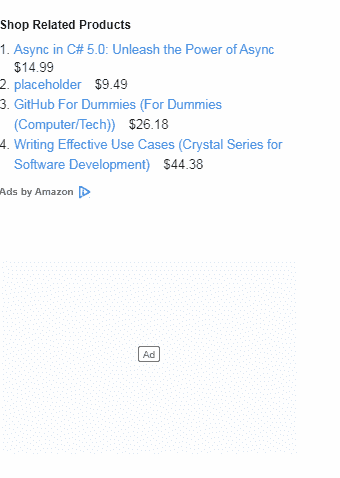 Shop Related Products
1. Async in C# 5.0: Unleash the Power of Async
$14.99
2. placeholder $9.49
3. GitHub For Dummies (For Dummies
(Computer/Tech)) $26.18
4. Writing Effective Use Cases (Crystal Series for
Software Development) $44.38
Ads by Amazon
Ad